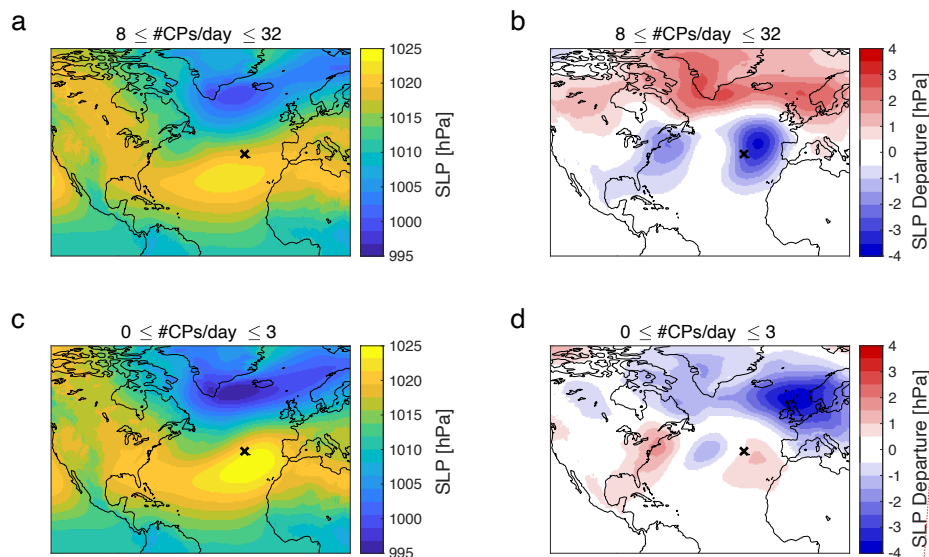 a
8 ≤ #CPs/day ≤ 32
1025
1020
1015
1010
1005
1000
995
SLP [hPa]
b
8 ≤ #CPs/day ≤ 32
4
3
2
1
0
-1
-2
-3
-4
SLP Departure [hPa]
c
0 ≤ #CPs/day ≤ 3
1025
1020
1015
1010
1005
1000
995
SLP [hPa]
d
0 ≤ #CPs/day ≤ 3
4
3
2
1
0
-1
-2
-3
-4
SLP Departure [hPa]